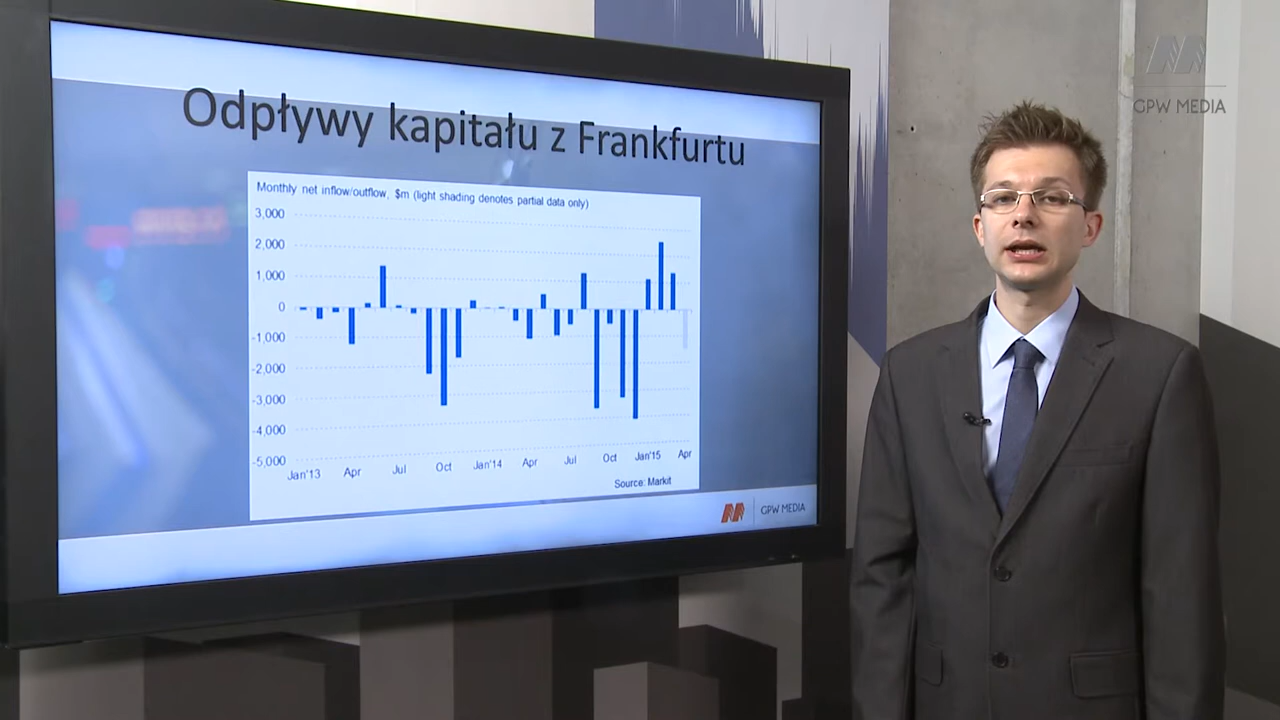 GPW MEDIA
Odpływy kapitału z Frankfurtu
Monthly net inflow/outflow, $m (light shading denotes partial data only)
3,000
2,000
1,000
0
-1,000
-2,000
-3,000
-4,000
-5,000
Jan'13 Apr Jul Oct Jan'14 Apr Jul Oct Jan'15 Apr
Source: Markit
GPW MEDIA